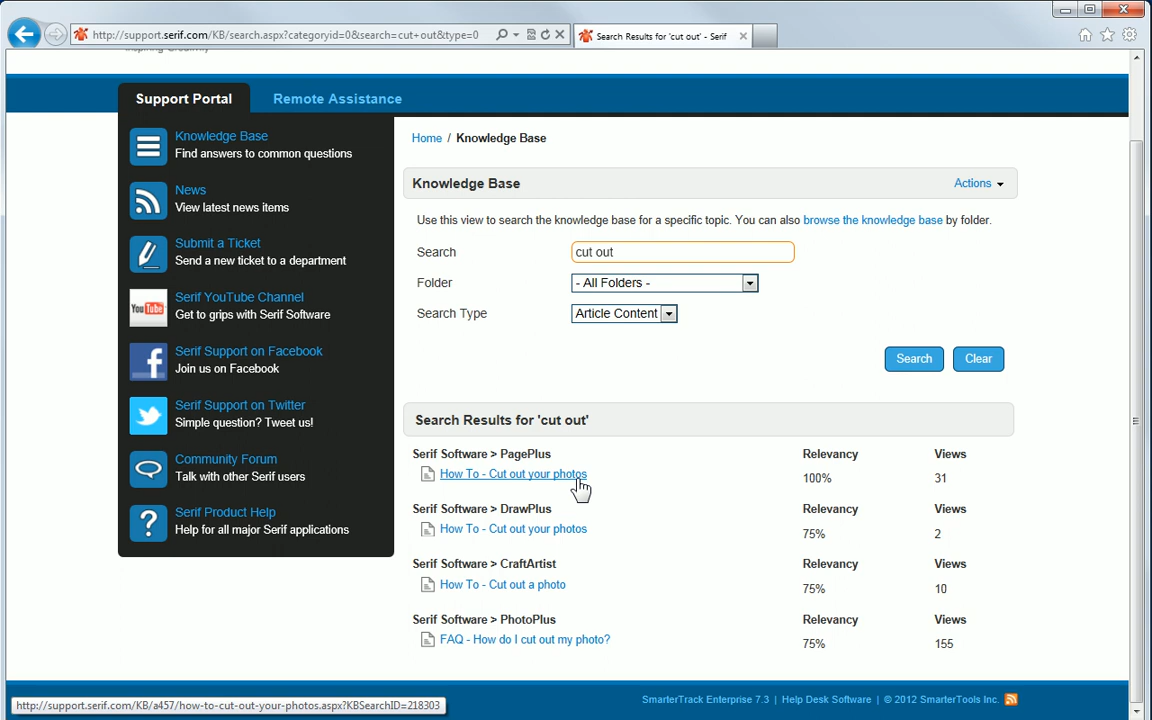 http://support.serif.com/KB/search.aspx?categoryid=0&search=cut+out&type=0
Search Results for 'cut out' - Serif
Inspiring Creativity
Support Portal
Remote Assistance
Knowledge Base
Find answers to common questions
News
View latest news items
Submit a Ticket
Send a new ticket to a department
You Tube
Serif YouTube Channel
Get to grips with Serif Software
Serif Support on Facebook
Join us on Facebook
Serif Support on Twitter
Simple question? Tweet us!
Community Forum
Talk with other Serif users
Serif Product Help
Help for all major Serif applications
Home / Knowledge Base
Knowledge Base
Actions
Use this view to search the knowledge base for a specific topic. You can also browse the knowledge base by folder.
Search
cut out
Folder
- All Folders -
Search Type
Article Content
Search
Clear
Search Results for 'cut out'
Serif Software > PagePlus
Relevancy
Views
How To - Cut out your photos
100%
31
Serif Software > DrawPlus
Relevancy
Views
How To - Cut out your photos
75%
2
Serif Software > CraftArtist
Relevancy
Views
How To - Cut out a photo
75%
10
Serif Software > PhotoPlus
Relevancy
Views
FAQ - How do I cut out my photo?
75%
155
SmarterTrack Enterprise 7.3 | Help Desk Software | © 2012 SmarterTools Inc.
http://support.serif.com/KB/a457/how-to-cut-out-your-photos.aspx?KBSearchID=218303